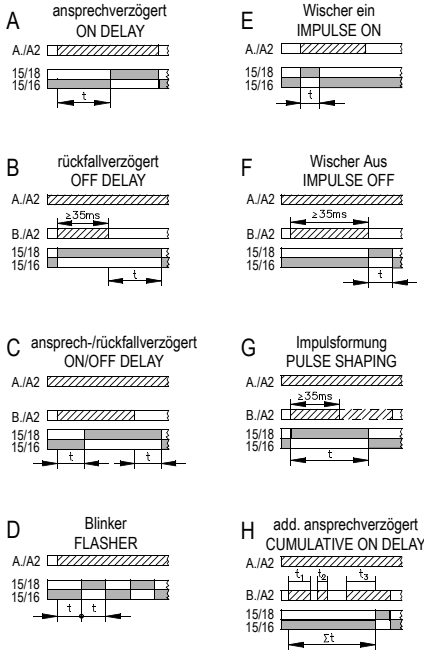 A
ansprechverzögert
ON DELAY
A./A2
15/18
15/16
t
B
rückfallverzögert
OFF DELAY
A./A2
≥35ms
B./A2
15/18
15/16
t
C
ansprech-/rückfallverzögert
ON/OFF DELAY
A./A2
B./A2
15/18
15/16
t
t
D
Blinker
FLASHER
A./A2
15/18
15/16
t
t
E
Wischer ein
IMPULSE ON
A./A2
15/18
15/16
t
F
Wischer Aus
IMPULSE OFF
A./A2
≥35ms
B./A2
15/18
15/16
t
G
Impulsformung
PULSE SHAPING
A./A2
≥35ms
B./A2
15/18
15/16
t
H
add. ansprechverzögert
CUMULATIVE ON DELAY
A./A2
t1 t2 t3
B./A2
15/18
15/16
Σt